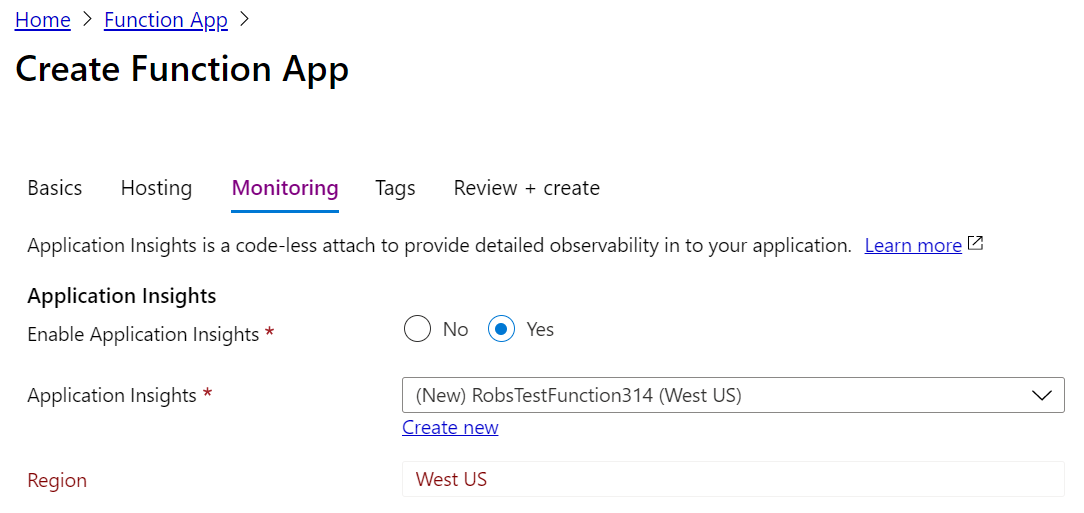 Home > Function App >
Create Function App
Basics Hosting Monitoring Tags Review + create
Application Insights is a code-less attach to provide detailed observability in to your application. Learn more
Application Insights
Enable Application Insights * No Yes
Application Insights * (New) RobsTestFunction314 (West US)
Create new
Region West US